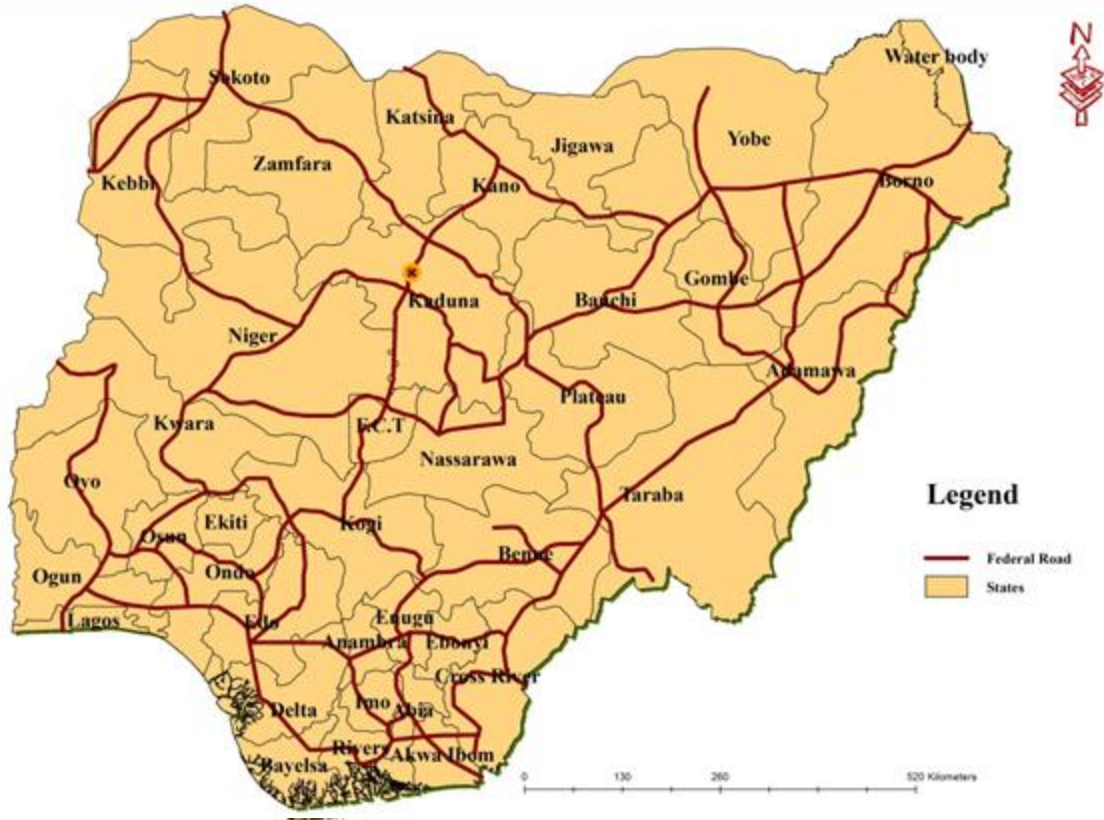 N
Water body
Sokoto
Katsina
Jigawa
Yobe
Zamfara
Kebbi
Kano
Borno
Gombe
Kaduna
Bauchi
Niger
Adamawa
Plateau
Kwara
F.C.T
Nassarawa
Oyo
Taraba
Legend
Ekiti
Kogi
Osun
Benue
Federal Road
Ogun
Ondo
States
Lagos
Edo
Enugu
Anambra
Ebonyi
Cross River
Delta
Imo
Abia
Rivers
Akwa Ibom
Bayelsa
0 130 260 520 Kilometers